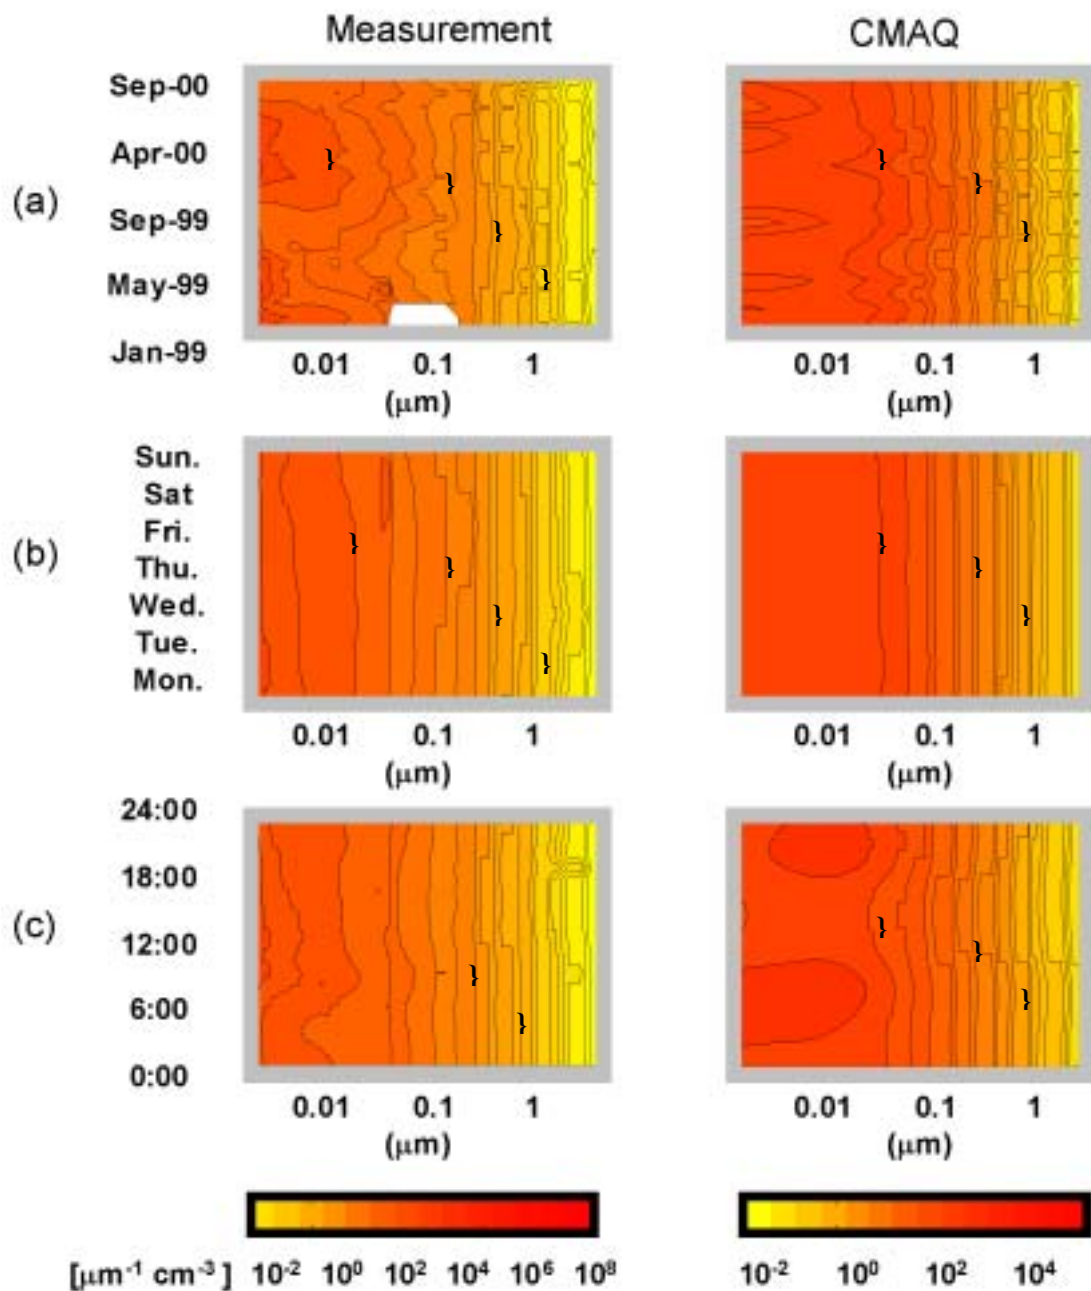 Measurement CMAQ
(a)
Sep-00
Apr-00
Sep-99
May-99
Jan-99
0.01 0.1 1 0.01 0.1 1
(μm) (μm)
(b)
Sun.
Sat
Fri.
Thu.
Wed.
Tue.
Mon.
0.01 0.1 1 0.01 0.1 1
(μm) (μm)
(c)
24:00
18:00
12:00
6:00
0:00
0.01 0.1 1 0.01 0.1 1
(μm) (μm)
[μm⁻¹ cm⁻³] 10⁻² 10⁰ 10² 10⁴ 10⁶ 10⁸ 10⁻² 10⁰ 10² 10⁴